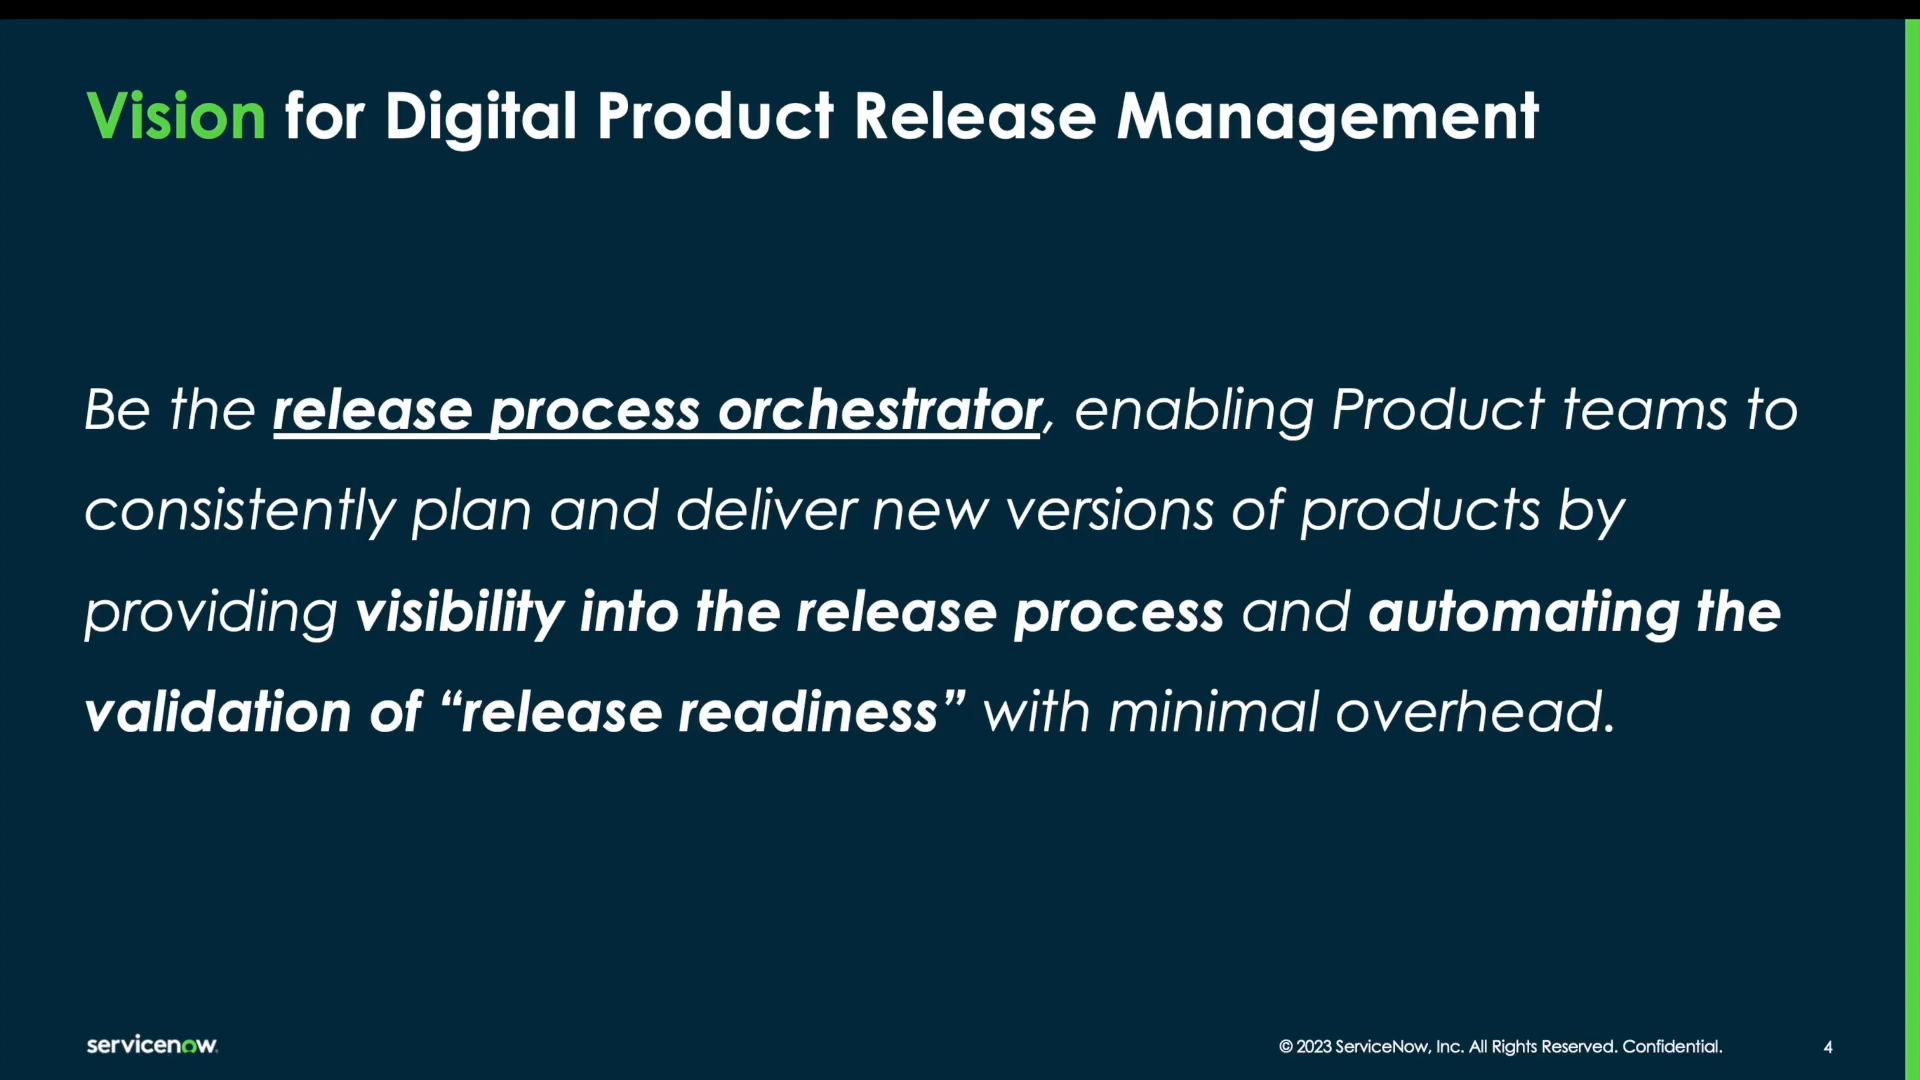 Vision for Digital Product Release Management
Be the release process orchestrator, enabling Product teams to
consistently plan and deliver new versions of products by
providing visibility into the release process and automating the
validation of “release readiness” with minimal overhead.
servicenow
© 2023 ServiceNow, Inc. All Rights Reserved. Confidential.
4